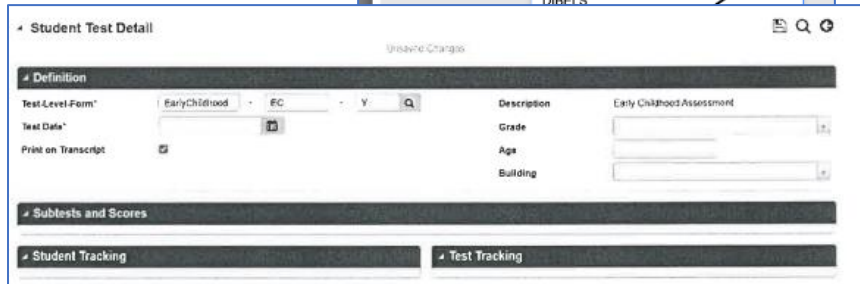 DIBELS
Student Test Detail
Unsaved Changes
Definition
Test-Level-Form* EarlyChildhood - EC - Y
Description Early Childhood Assessment
Test Date*
Grade
Print on Transcript
Age
Building
Subtests and Scores
Student Tracking
Test Tracking